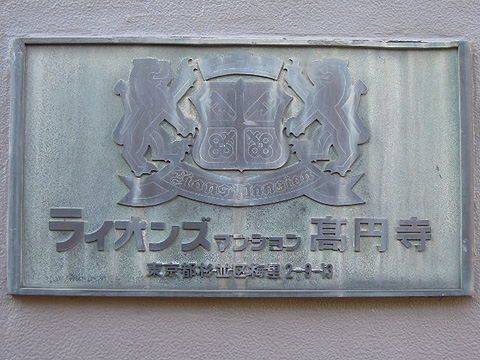 Lions Mansion
ライオンズマンション 高円寺
東京都杉並区梅里 2-8-13